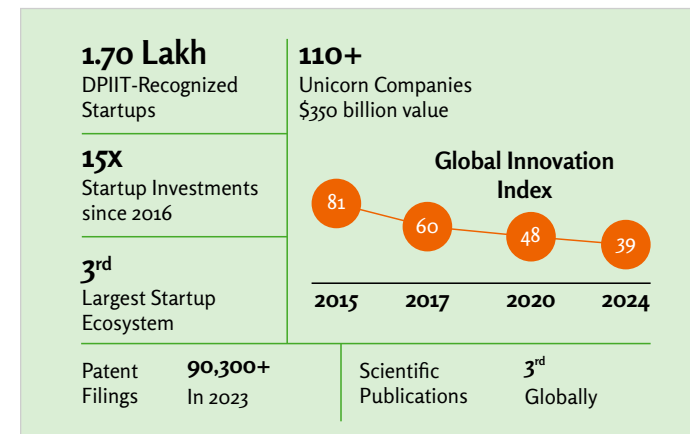 1.70 Lakh
DPIIT-Recognized
Startups
110+
Unicorn Companies
$350 billion value
15X
Startup Investments
since 2016
3rd
Largest Startup
Ecosystem
Global Innovation
Index
81
60
48
39
2015 2017 2020 2024
Patent
Filings
90,300+
In 2023
Scientific
Publications
3rd
Globally